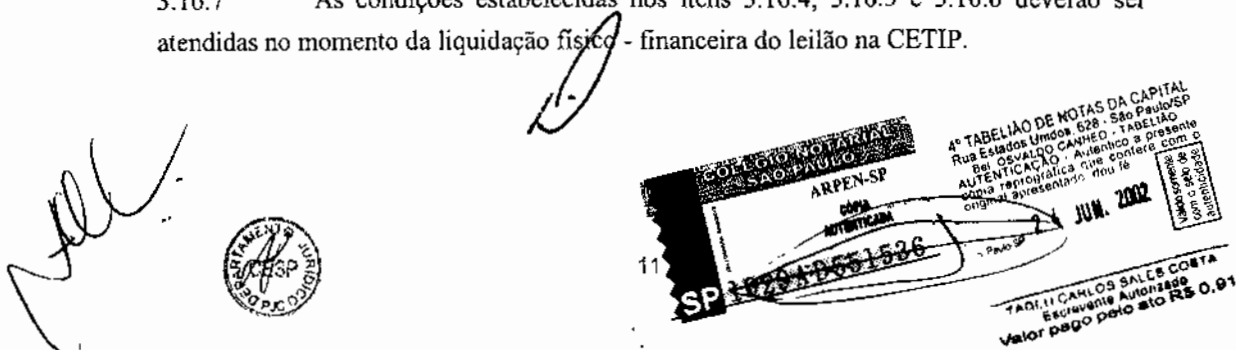 3.16.7 As condições estabelecidas nos itens 3.16.4, 3.16.5 e 3.16.6 deverão ser
atendidas no momento da liquidação físico - financeira do leilão na CETIP.
4º TABELIÃO DE NOTAS DA CAPITAL
Rua Estados Unidos, 628 - São Paulo/SP
Bel. OSVALDO CANHEO - TABELIÃO
AUTENTICAÇÃO - Autentico a presente
cópia reprográfica que confere com o
original apresentado, dou fé
24 JUN. 2002
Válido somente
com o selo de
autenticidade
COLÉGIO NOTARIAL
SÃO PAULO
ARPEN-SP
CÓPIA
AUTENTICADA
SP
11
DEPARTAMENTO JURÍDICO
CESP
CARLOS SALES COSTA
Escrevente Autorizado
Valor pago pelo ato R$ 0,91